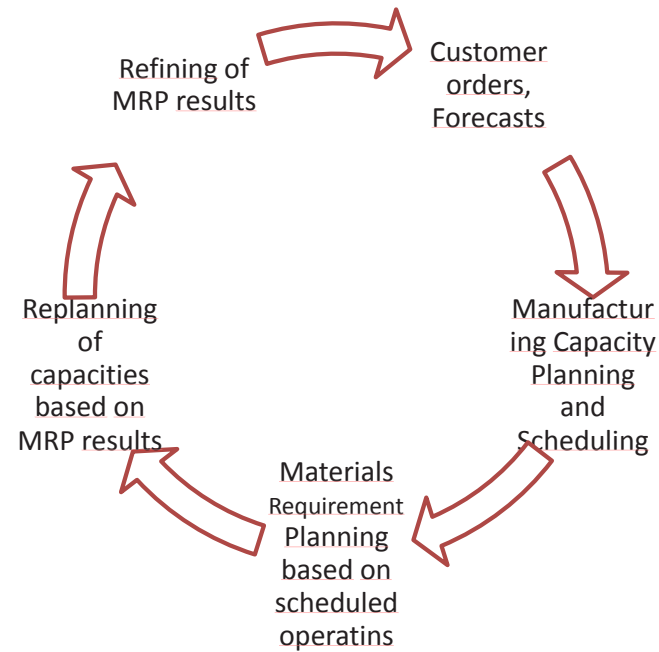 Refining of
MRP results
Customer
orders,
Forecasts
Manufactur
ing Capacity
Planning
and
Scheduling
Materials
Requirement
Planning
based on
scheduled
operatins
Replanning
of
capacities
based on
MRP results